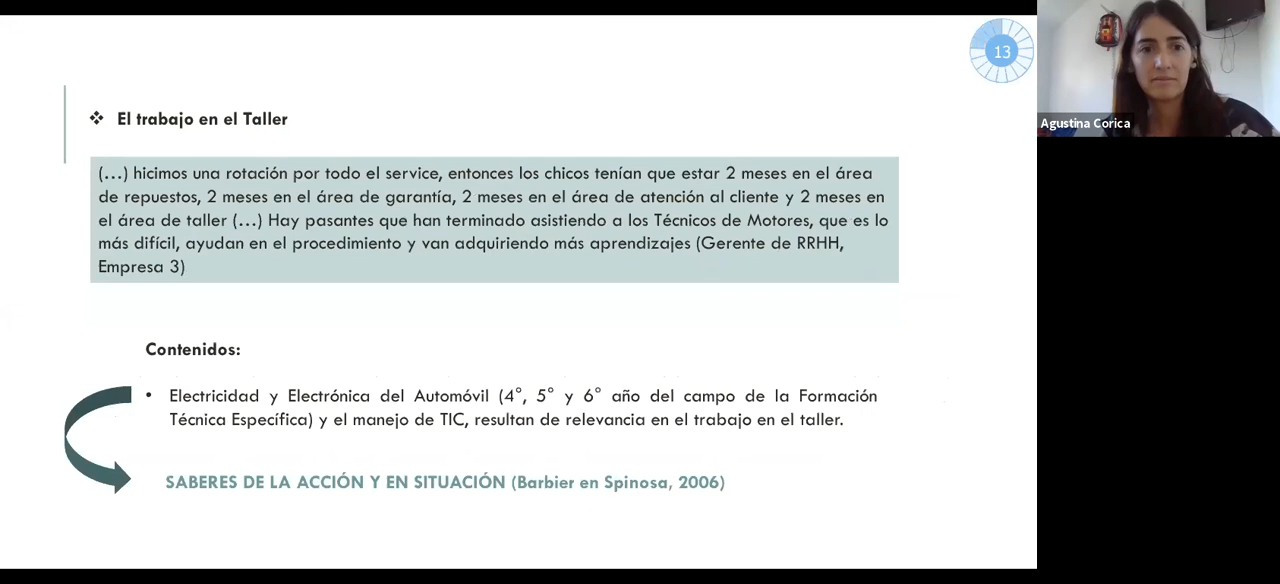 13
Agustina Corica
❖ El trabajo en el Taller
(…) hicimos una rotación por todo el service, entonces los chicos tenían que estar 2 meses en el área
de repuestos, 2 meses en el área de garantía, 2 meses en el área de atención al cliente y 2 meses en
el área de taller (…) Hay pasantes que han terminado asistiendo a los Técnicos de Motores, que es lo
más difícil, ayudan en el procedimiento y van adquiriendo más aprendizajes (Gerente de RRHH,
Empresa 3)
Contenidos:
• Electricidad y Electrónica del Automóvil (4°, 5° y 6° año del campo de la Formación
Técnica Específica) y el manejo de TIC, resultan de relevancia en el trabajo en el taller.
SABERES DE LA ACCIÓN Y EN SITUACIÓN (Barbier en Spinosa, 2006)